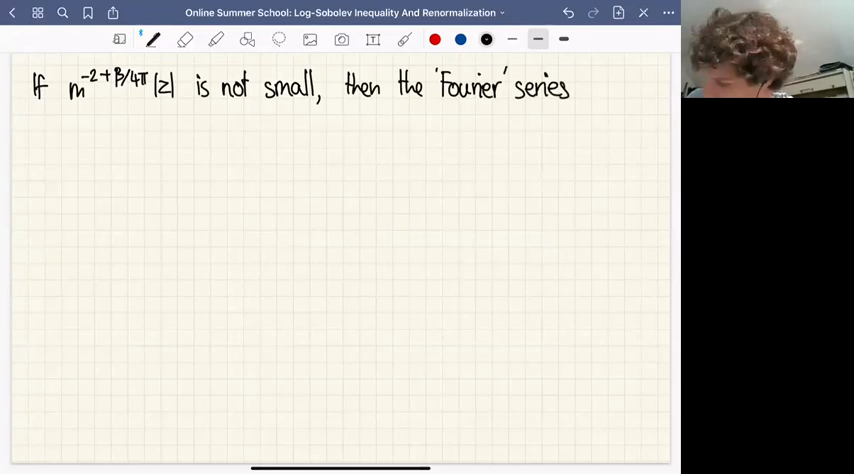 Online Summer School: Log-Sobolev Inequality And Renormalization
If m^{-2+β/4π} |z| is not small, then the 'Fourier' series